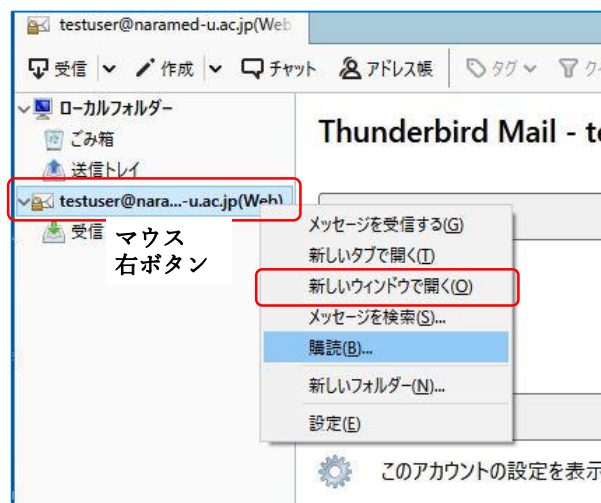 testuser@naramed-u.ac.jp(Web
受信 作成 チャット アドレス帳 タグ
ローカルフォルダー
ごみ箱
Thunderbird Mail - te
送信トレイ
testuser@nara...-u.ac.jp(Web)
受信
マウス
右ボタン
メッセージを受信する(G)
新しいタブで開く(T)
新しいウィンドウで開く(O)
メッセージを検索(S)...
購読(B)...
新しいフォルダー(N)...
設定(E)
このアカウントの設定を表示